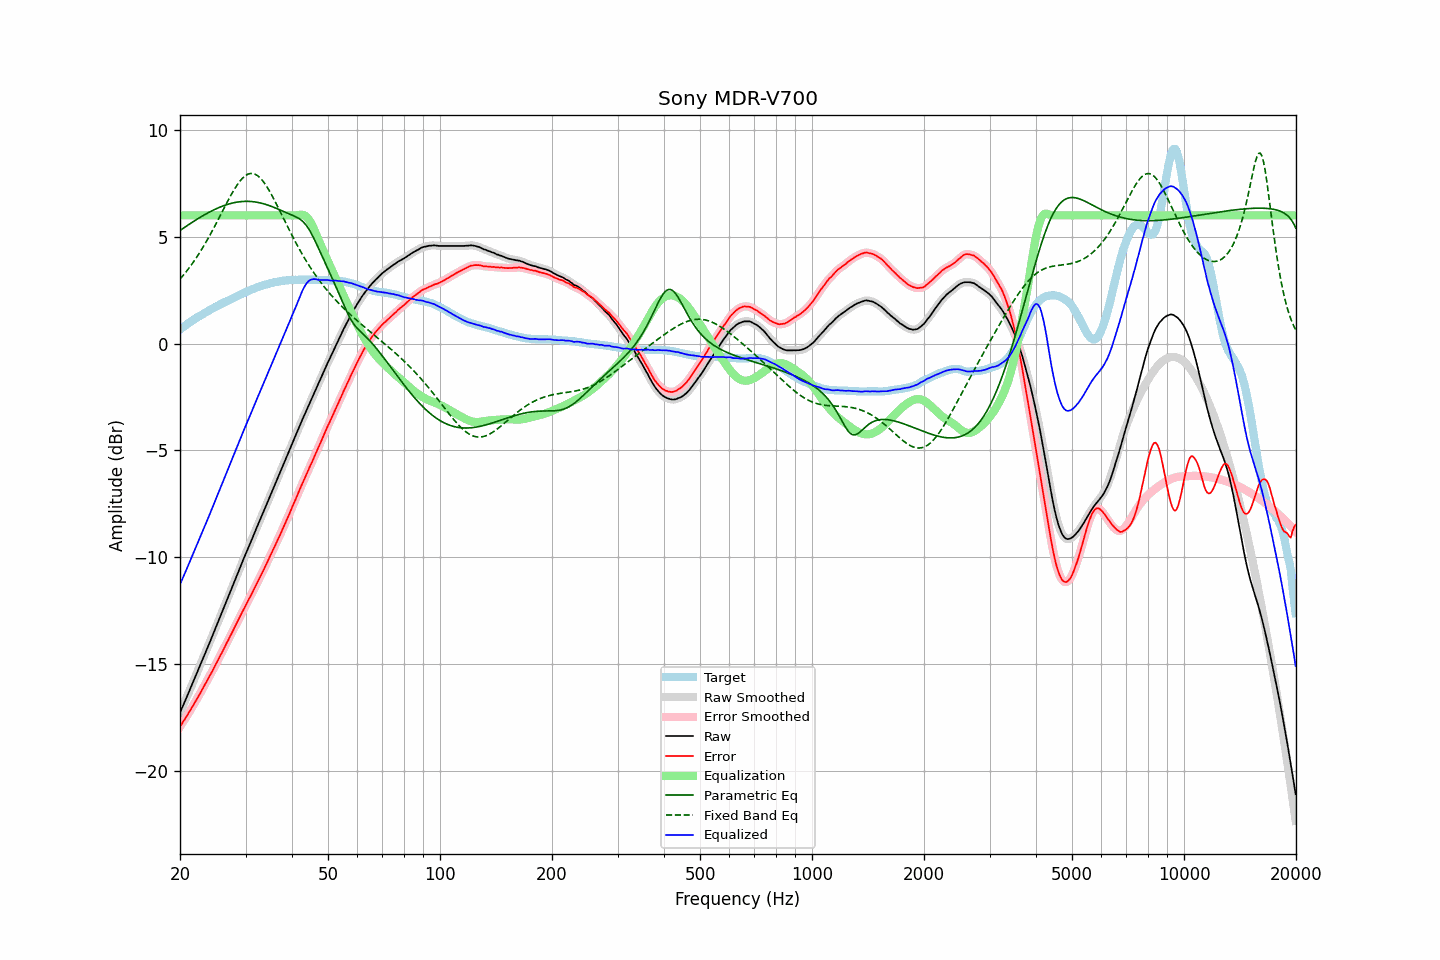 Sony MDR-V700
10
5
0
−5
−10
−15
−20
Amplitude (dBr)
Target
Raw Smoothed
Error Smoothed
Raw
Error
Equalization
Parametric Eq
Fixed Band Eq
Equalized
20 50 100 200 500 1000 2000 5000 10000 20000
Frequency (Hz)